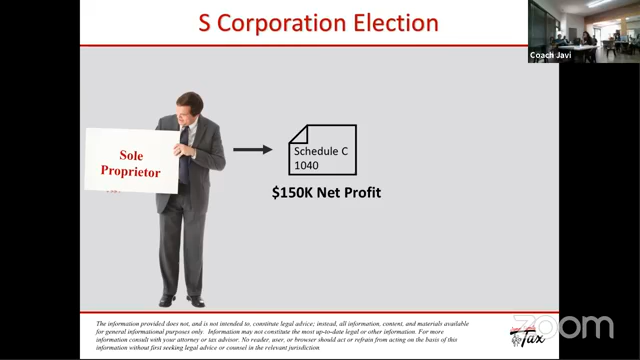 S Corporation Election
Coach Javi
Sole
Proprietor
Schedule C
1040
$150K Net Profit
The information provided does not, and is not intended to, constitute legal advice; instead, all information, content, and materials available
for general informational purposes only. Information may not constitute the most up-to-date legal or other information. For more
information consult with your attorney or tax advisor. No reader, user, or browser should act or refrain from acting on the basis of this
information without first seeking legal advice or counsel in the relevant jurisdiction.
Tax
zoom